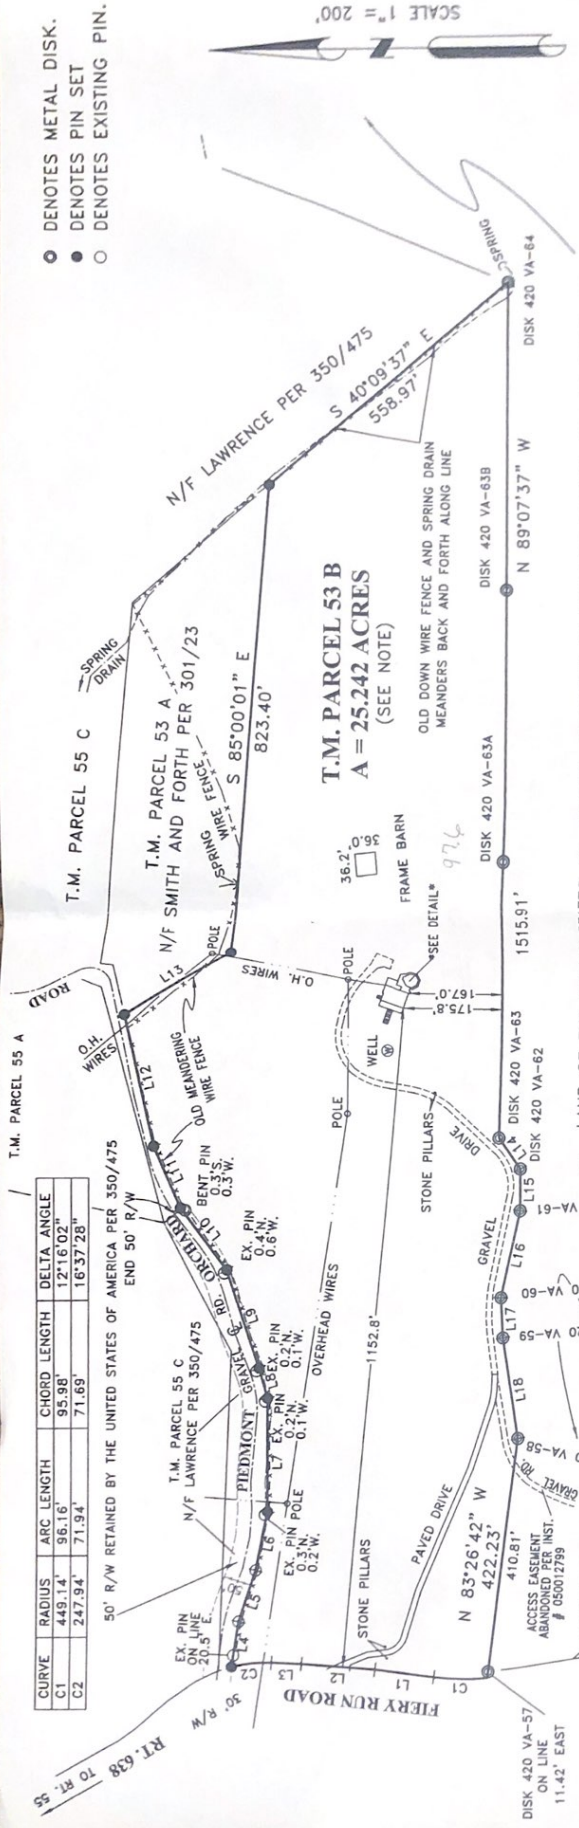 DENOTES METAL DISK.
DENOTES PIN SET
DENOTES EXISTING PIN.
SCALE 1" = 200'
T.M. PARCEL 55 A
CURVE RADIUS ARC LENGTH CHORD LENGTH DELTA ANGLE
C1 449.14' 96.16' 95.98' 12°16'02"
C2 247.94' 71.94' 71.69' 16°37'28"
50' R/W RETAINED BY THE UNITED STATES OF AMERICA PER 350/475
END 50' R/W
ROAD
T.M. PARCEL 55 C
SPRING
DRAIN
N/F LAWRENCE PER 350/475
T.M. PARCEL 53 A
N/F SMITH AND FORTH PER 301/23
SPRING
WIRE FENCE
S 85°00'01" E
823.40'
S 40°09'37" E
558.97'
SPRING
DISK 420 VA-64
O.H.
WIRES
L12
L13
POLE
OLD MEANDERING
WIRE FENCE
L11
BENT PIN
0.3'S.
0.3'W.
ORCHARD
L10
EX. PIN
0.4'N.
0.6'W.
RD.
GRAVEL
L9
T.M. PARCEL 55 C
N/F LAWRENCE PER 350/475
PIEDMONT
L8
EX. PIN
0.2'N.
0.1'W.
L7
EX. PIN
0.2'N.
0.1'W.
POLE
L6
EX. PIN
0.3'N.
0.2'W.
L5
L4
EX. PIN
ON LINE
20.5' E.
RT. 638 TO RT. 55
30' R/W
FIERY RUN ROAD
C2
L3
L2
L1
C1
STONE PILLARS
OVERHEAD WIRES
1152.8'
PAVED DRIVE
O.H. WIRES
POLE
POLE
WELL
W
*SEE DETAIL*
175.8'
167.0'
STONE PILLARS
GRAVEL
DRIVE
36.2'
36.0'
FRAME BARN
976
T.M. PARCEL 53 B
A = 25.242 ACRES
(SEE NOTE)
OLD DOWN WIRE FENCE AND SPRING DRAIN
MEANDERS BACK AND FORTH ALONG LINE
DISK 420 VA-63B
N 89°07'37" W
DISK 420 VA-63A
1515.91'
DISK 420 VA-63
DISK 420 VA-62
L14
L15
VA-61
L16
VA-60
L17
VA-59
L18
VA-58
GRAVEL RD.
N 83°26'42" W
422.23'
410.81'
ACCESS EASEMENT
ABANDONED PER INST.
# 050012799
DISK 420 VA-57
ON LINE
11.42' EAST